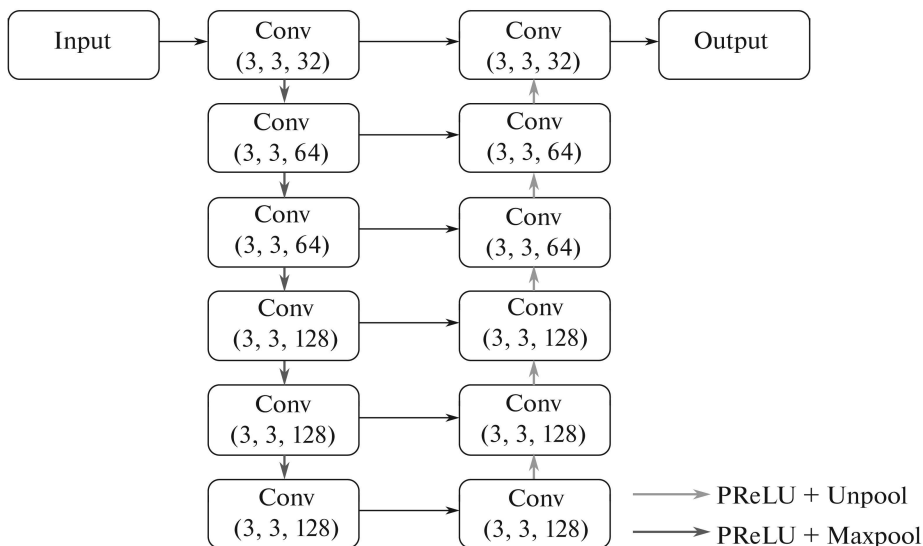 Input
Conv
(3, 3, 32)
Conv
(3, 3, 32)
Output
Conv
(3, 3, 64)
Conv
(3, 3, 64)
Conv
(3, 3, 64)
Conv
(3, 3, 64)
Conv
(3, 3, 128)
Conv
(3, 3, 128)
Conv
(3, 3, 128)
Conv
(3, 3, 128)
Conv
(3, 3, 128)
Conv
(3, 3, 128)
PReLU + Unpool
PReLU + Maxpool